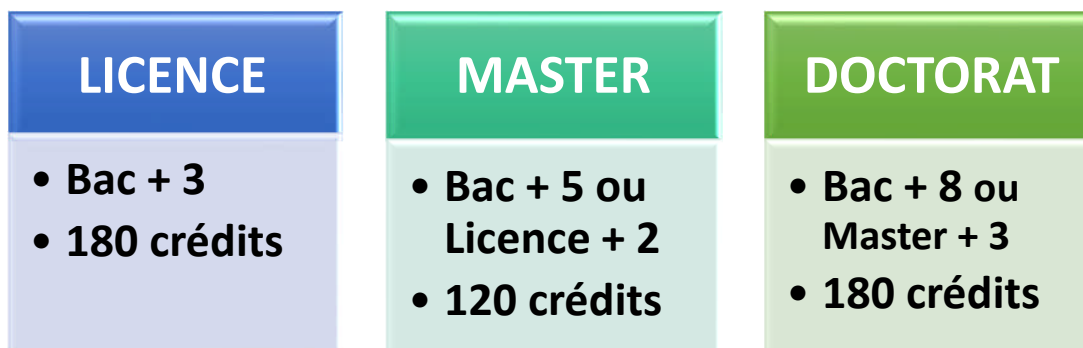 LICENCE
• Bac + 3
• 180 crédits
MASTER
• Bac + 5 ou
Licence + 2
• 120 crédits
DOCTORAT
• Bac + 8 ou
Master + 3
• 180 crédits